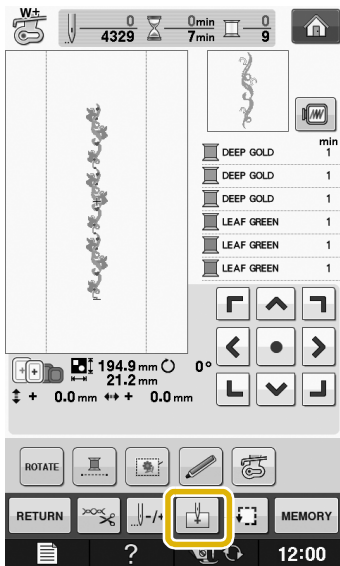 W+
0 0min 0
4329 7min 9
min
DEEP GOLD 1
DEEP GOLD 1
DEEP GOLD 1
LEAF GREEN 1
LEAF GREEN 1
LEAF GREEN 1
194.9 mm 0°
21.2 mm
+ 0.0 mm + 0.0 mm
ROTATE
RETURN -/+ MEMORY
? 12:00